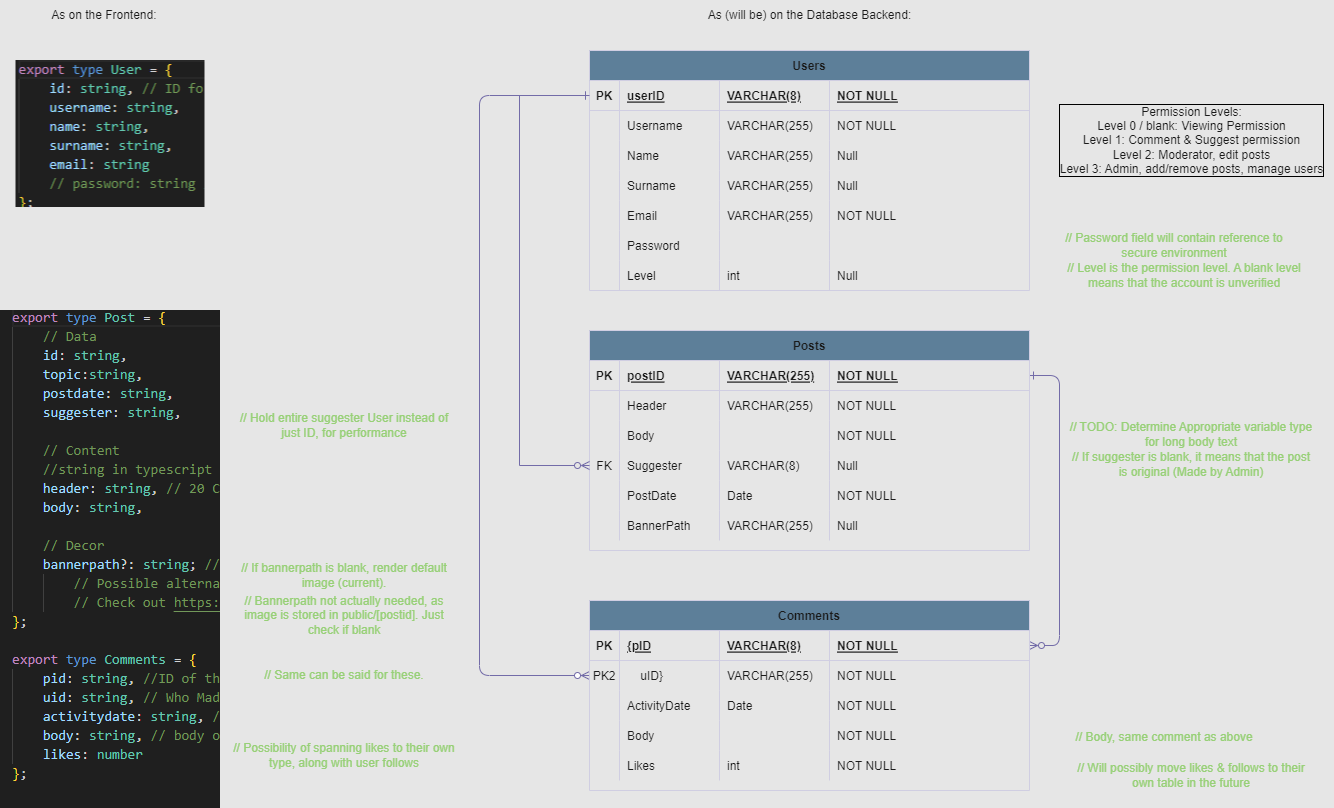 As on the Frontend:
As (will be) on the Database Backend:
export type User = {
id: string, // ID fo
username: string,
name: string,
surname: string,
email: string
// password: string
};
export type Post = {
// Data
id: string,
topic:string,
postdate: string,
suggester: string,
// Content
//string in typescript
header: string, // 20 C
body: string,
// Decor
bannerpath?: string; //
// Possible alterna
// Check out https:
};
export type Comments = {
pid: string, //ID of th
uid: string, // Who Mad
activitydate: string, /
body: string, // body o
likes: number
};
// Hold entire suggester User instead of
just ID, for performance
// If bannerpath is blank, render default
image (current).
// Bannerpath not actually needed, as
image is stored in public/[postid]. Just
check if blank
// Same can be said for these.
// Possibility of spanning likes to their own
type, along with user follows
Users
PK userID VARCHAR(8) NOT NULL
Username VARCHAR(255) NOT NULL
Name VARCHAR(255) Null
Surname VARCHAR(255) Null
Email VARCHAR(255) NOT NULL
Password
Level int Null
Posts
PK postID VARCHAR(255) NOT NULL
Header VARCHAR(255) NOT NULL
Body NOT NULL
FK Suggester VARCHAR(8) Null
PostDate Date NOT NULL
BannerPath VARCHAR(255) Null
Comments
PK {pID VARCHAR(8) NOT NULL
PK2 uID} VARCHAR(255) NOT NULL
ActivityDate Date NOT NULL
Body NOT NULL
Likes int NOT NULL
Permission Levels:
Level 0 / blank: Viewing Permission
Level 1: Comment & Suggest permission
Level 2: Moderator, edit posts
Level 3: Admin, add/remove posts, manage users
// Password field will contain reference to
secure environment
// Level is the permission level. A blank level
means that the account is unverified
// TODO: Determine Appropriate variable type
for long body text
// If suggester is blank, it means that the post
is original (Made by Admin)
// Body, same comment as above
// Will possibly move likes & follows to their
own table in the future